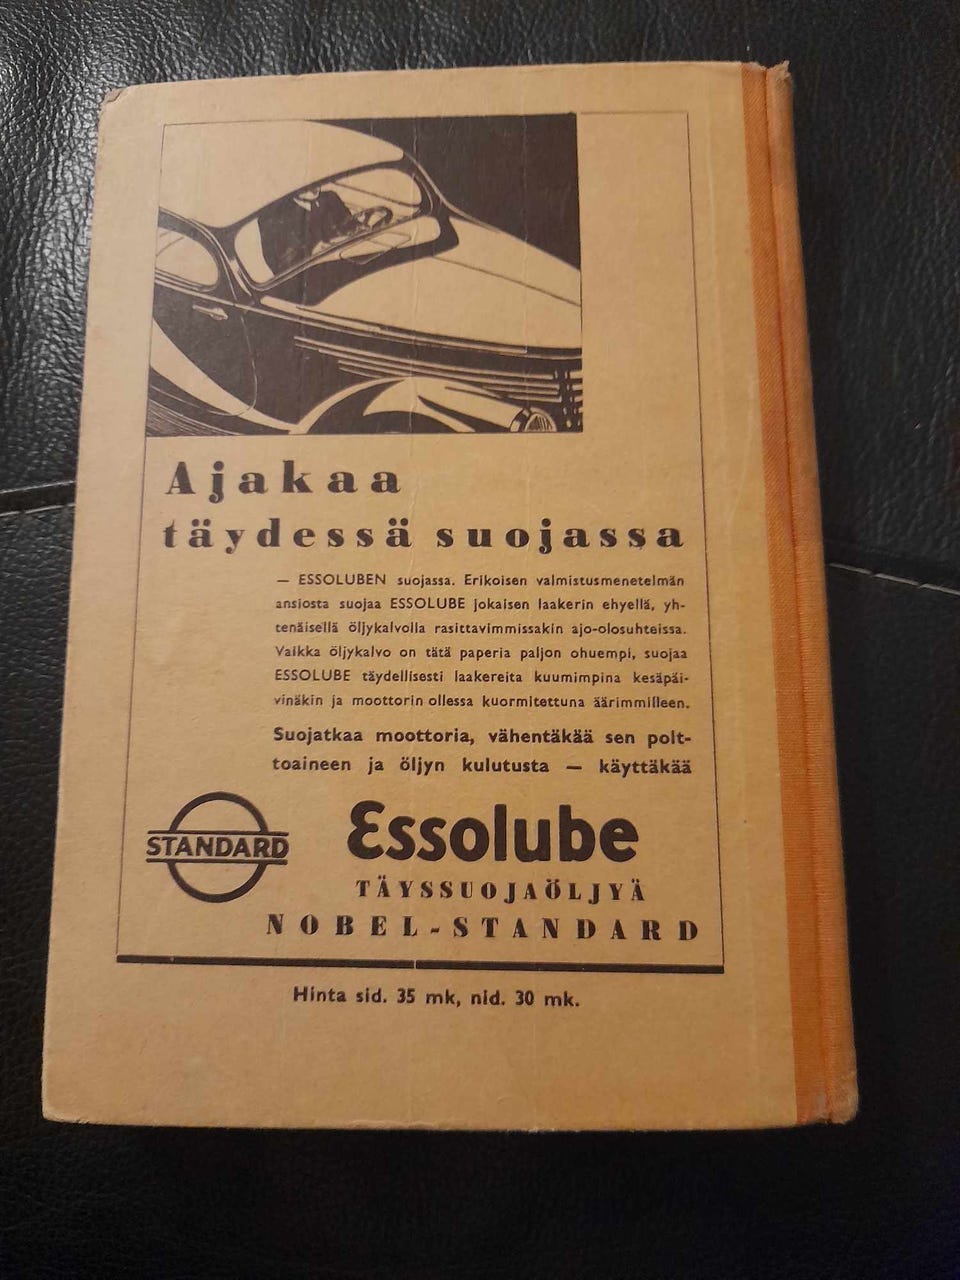 Ajakaa
täydessä suojassa
— ESSOLUBEN suojassa. Erikoisen valmistusmenetelmän
ansiosta suojaa ESSOLUBE jokaisen laakerin ehyellä, yh-
tenäisellä öljykalvolla rasittavimmissakin ajo-olosuhteissa.
Vaikka öljykalvo on tätä paperia paljon ohuempi, suojaa
ESSOLUBE täydellisesti laakereita kuumimpina kesäpäi-
vinäkin ja moottorin ollessa kuormitettuna äärimmilleen.
Suojatkaa moottoria, vähentäkää sen polt-
toaineen ja öljyn kulutusta — käyttäkää
STANDARD
Essolube
TÄYSSUOJAÖLJYÄ
NOBEL-STANDARD
Hinta sid. 35 mk, nid. 30 mk.